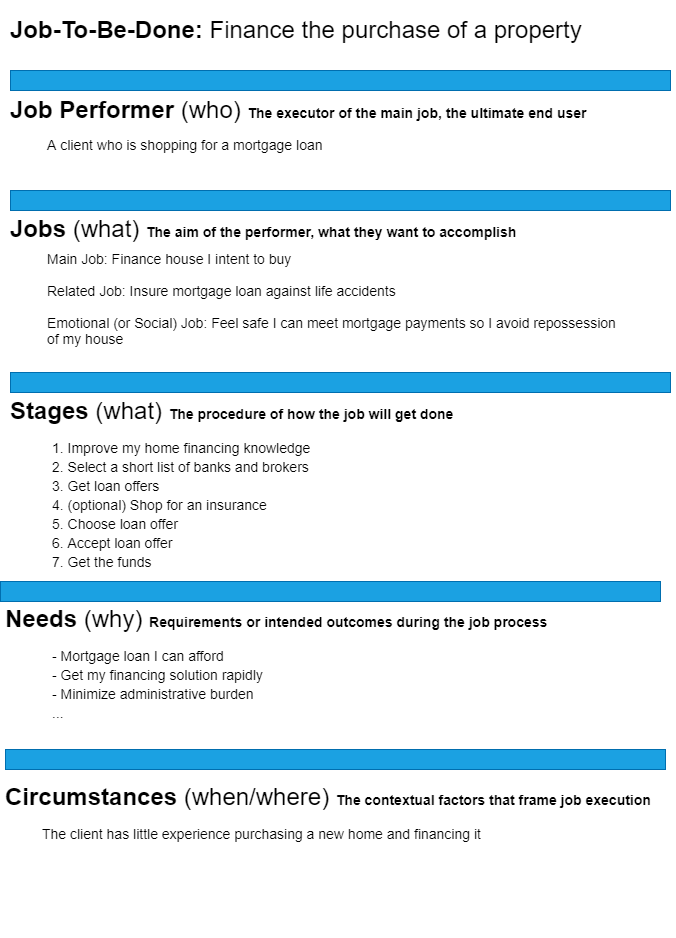 Job-To-Be-Done: Finance the purchase of a property
Job Performer (who) The executor of the main job, the ultimate end user
A client who is shopping for a mortgage loan
Jobs (what) The aim of the performer, what they want to accomplish
Main Job: Finance house I intent to buy
Related Job: Insure mortgage loan against life accidents
Emotional (or Social) Job: Feel safe I can meet mortgage payments so I avoid repossession
of my house
Stages (what) The procedure of how the job will get done
1. Improve my home financing knowledge
2. Select a short list of banks and brokers
3. Get loan offers
4. (optional) Shop for an insurance
5. Choose loan offer
6. Accept loan offer
7. Get the funds
Needs (why) Requirements or intended outcomes during the job process
- Mortgage loan I can afford
- Get my financing solution rapidly
- Minimize administrative burden
...
Circumstances (when/where) The contextual factors that frame job execution
The client has little experience purchasing a new home and financing it